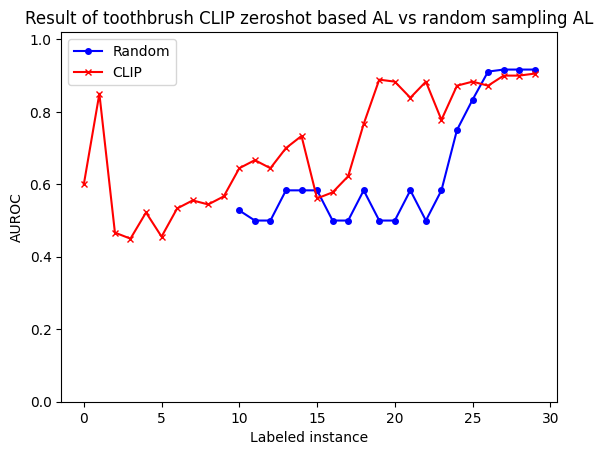 Result of toothbrush CLIP zeroshot based AL vs random sampling AL
Random
CLIP
1.0
0.8
0.6
0.4
0.2
0.0
AUROC
0 5 10 15 20 25 30
Labeled instance